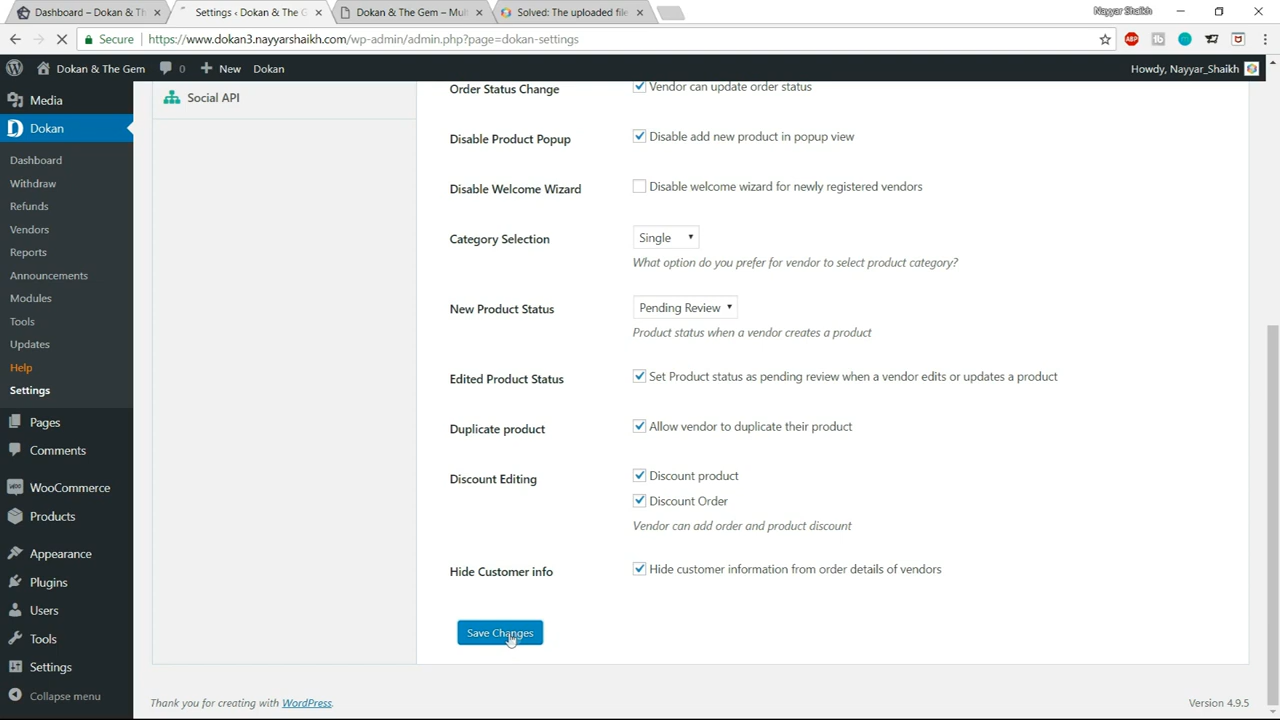 Dashboard – Dokan & Th
Settings ‹ Dokan & The G
Dokan & The Gem – Mult
Solved: The uploaded file
Nayyar Shaikh
Secure
https://www.dokan3.nayyarshaikh.com/wp-admin/admin.php?page=dokan-settings
ABP
Dokan & The Gem
0
New
Dokan
Howdy, Nayyar_Shaikh
Media
Dokan
Dashboard
Withdraw
Refunds
Vendors
Reports
Announcements
Modules
Tools
Updates
Help
Settings
Pages
Comments
WooCommerce
Products
Appearance
Plugins
Users
Tools
Settings
Collapse menu
Social API
Order Status Change
Vendor can update order status
Disable Product Popup
Disable add new product in popup view
Disable Welcome Wizard
Disable welcome wizard for newly registered vendors
Category Selection
Single
What option do you prefer for vendor to select product category?
New Product Status
Pending Review
Product status when a vendor creates a product
Edited Product Status
Set Product status as pending review when a vendor edits or updates a product
Duplicate product
Allow vendor to duplicate their product
Discount Editing
Discount product
Discount Order
Vendor can add order and product discount
Hide Customer info
Hide customer information from order details of vendors
Save Changes
Thank you for creating with WordPress.
Version 4.9.5